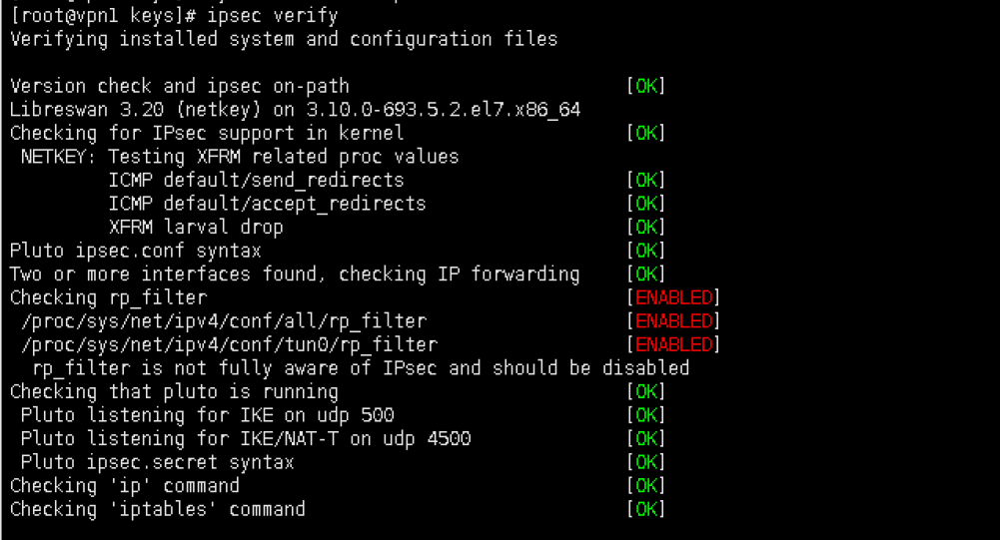 [root@vpn1 keys]# ipsec verify
Verifying installed system and configuration files
Version check and ipsec on-path [OK]
Libreswan 3.20 (netkey) on 3.10.0-693.5.2.el7.x86_64
Checking for IPsec support in kernel [OK]
NETKEY: Testing XFRM related proc values
ICMP default/send_redirects [OK]
ICMP default/accept_redirects [OK]
XFRM larval drop [OK]
Pluto ipsec.conf syntax [OK]
Two or more interfaces found, checking IP forwarding [OK]
Checking rp_filter [ENABLED]
/proc/sys/net/ipv4/conf/all/rp_filter [ENABLED]
/proc/sys/net/ipv4/conf/tun0/rp_filter [ENABLED]
rp_filter is not fully aware of IPsec and should be disabled
Checking that pluto is running [OK]
Pluto listening for IKE on udp 500 [OK]
Pluto listening for IKE/NAT-T on udp 4500 [OK]
Pluto ipsec.secret syntax [OK]
Checking 'ip' command [OK]
Checking 'iptables' command [OK]